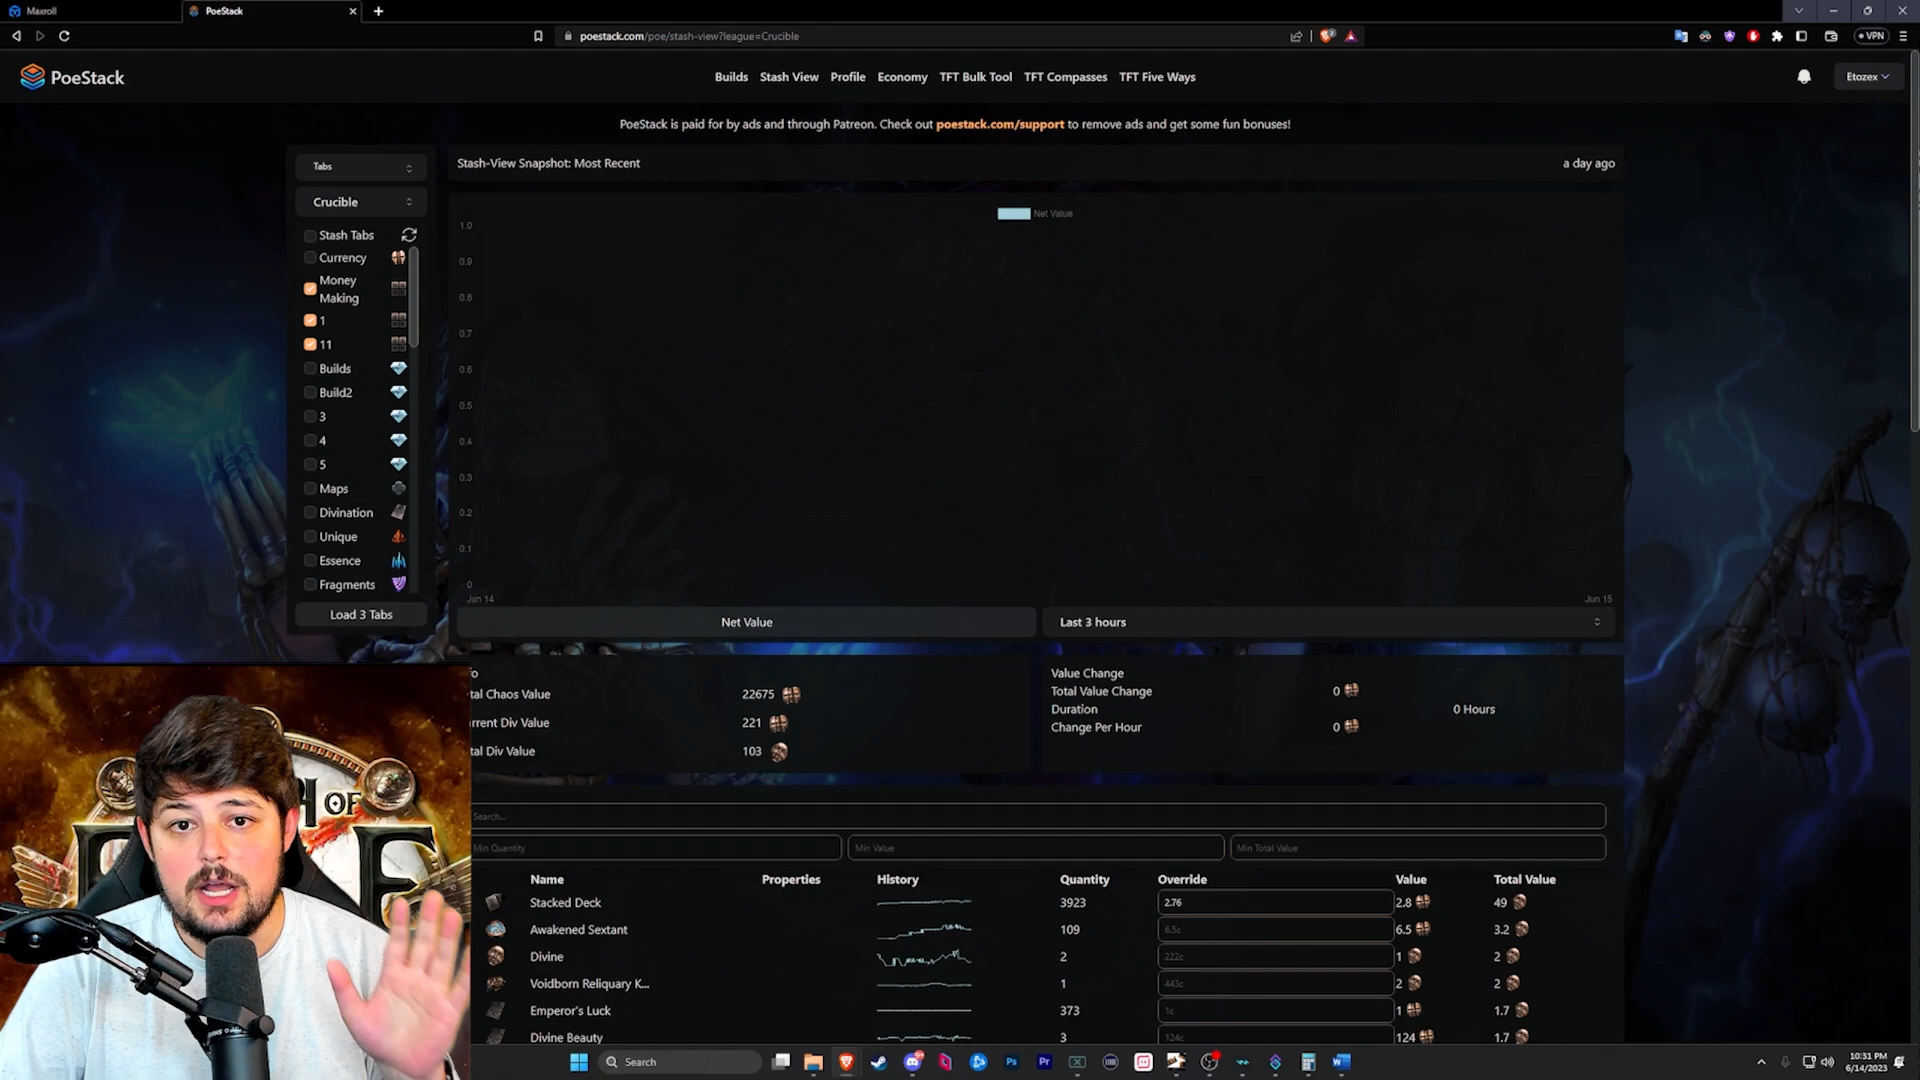 Maxroll
PoeStack
poestack.com/poe/stash-view?league=Crucible
VPN
PoeStack
Builds
Stash View
Profile
Economy
TFT Bulk Tool
TFT Compasses
TFT Five Ways
Etozex
PoeStack is paid for by ads and through Patreon. Check out poestack.com/support to remove ads and get some fun bonuses!
Tabs
Crucible
Stash Tabs
Currency
Money
Making
1
11
Builds
Build2
3
4
5
Maps
Divination
Unique
Essence
Fragments
Load 3 Tabs
Stash-View Snapshot: Most Recent
a day ago
Net Value
1.0
0.9
0.8
0.7
0.6
0.5
0.4
0.3
0.2
0.1
0
Jun 14
Jun 15
Net Value
Last 3 hours
fo
tal Chaos Value 22675
rrent Div Value 221
tal Div Value 103
Value Change
Total Value Change 0
Duration 0 Hours
Change Per Hour 0
Search...
Min Quantity
Min Value
Min Total Value
Name Properties History Quantity Override Value Total Value
Stacked Deck 3923 2.76 2.8 49
Awakened Sextant 109 6.5c 6.5 3.2
Divine 2 222c 1 2
Voidborn Reliquary K... 1 443c 2 2
Emperor's Luck 373 1c 1 1.7
Divine Beauty 3 124c 124 1.7
H OF
E
Search
Ps
Pr
10:31 PM
6/14/2023